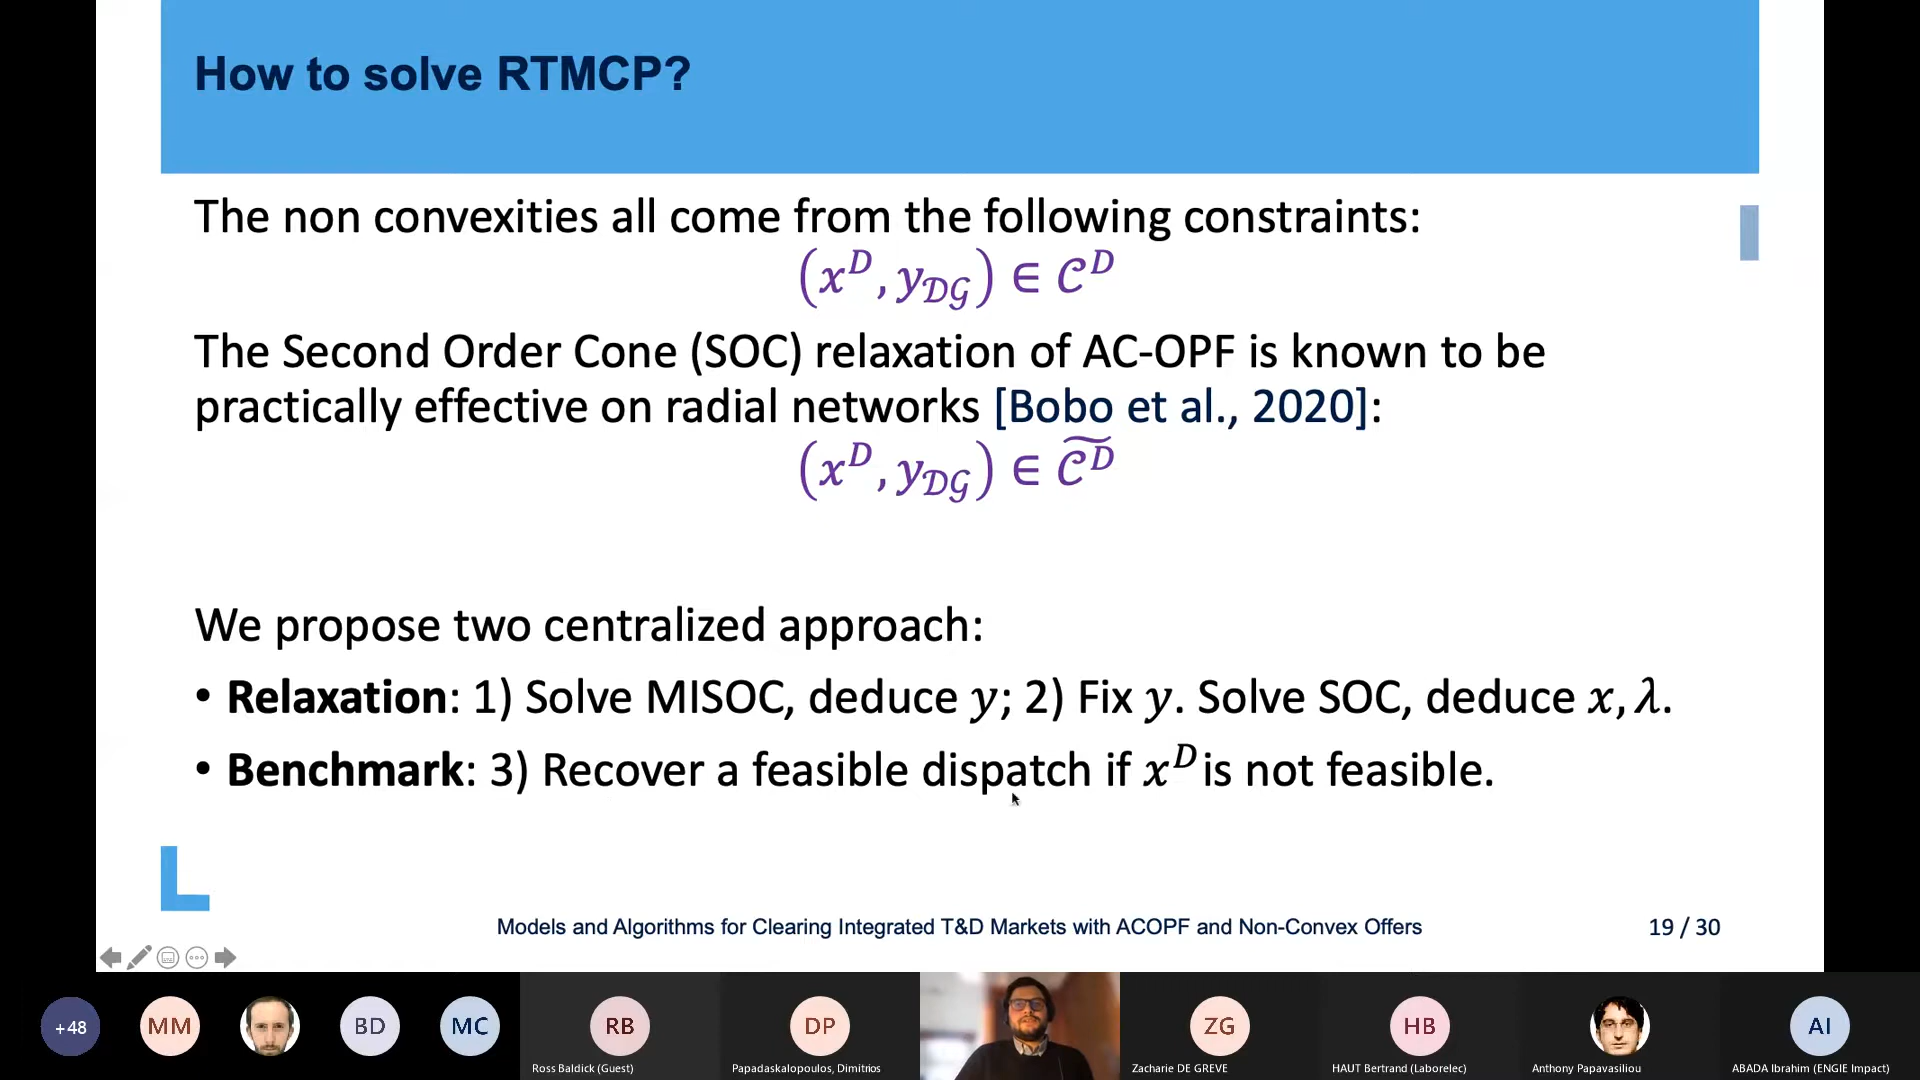 How to solve RTMCP?
The non convexities all come from the following constraints:
(x^D, y_𝒟𝒢) ∈ 𝒞^D
The Second Order Cone (SOC) relaxation of AC-OPF is known to be
practically effective on radial networks [Bobo et al., 2020]:
(x^D, y_𝒟𝒢) ∈ \widetilde{𝒞^D}
We propose two centralized approach:
• Relaxation: 1) Solve MISOC, deduce y; 2) Fix y. Solve SOC, deduce x, λ.
• Benchmark: 3) Recover a feasible dispatch if x^D is not feasible.
Models and Algorithms for Clearing Integrated T&D Markets with ACOPF and Non-Convex Offers
19 / 30
+48
MM
BD
MC
RB
DP
ZG
HB
AI
Ross Baldick (Guest)
Papadaskalopoulos, Dimitrios
Zacharie DE GREVE
HAUT Bertrand (Laborelec)
Anthony Papavasiliou
ABADA Ibrahim (ENGIE Impact)